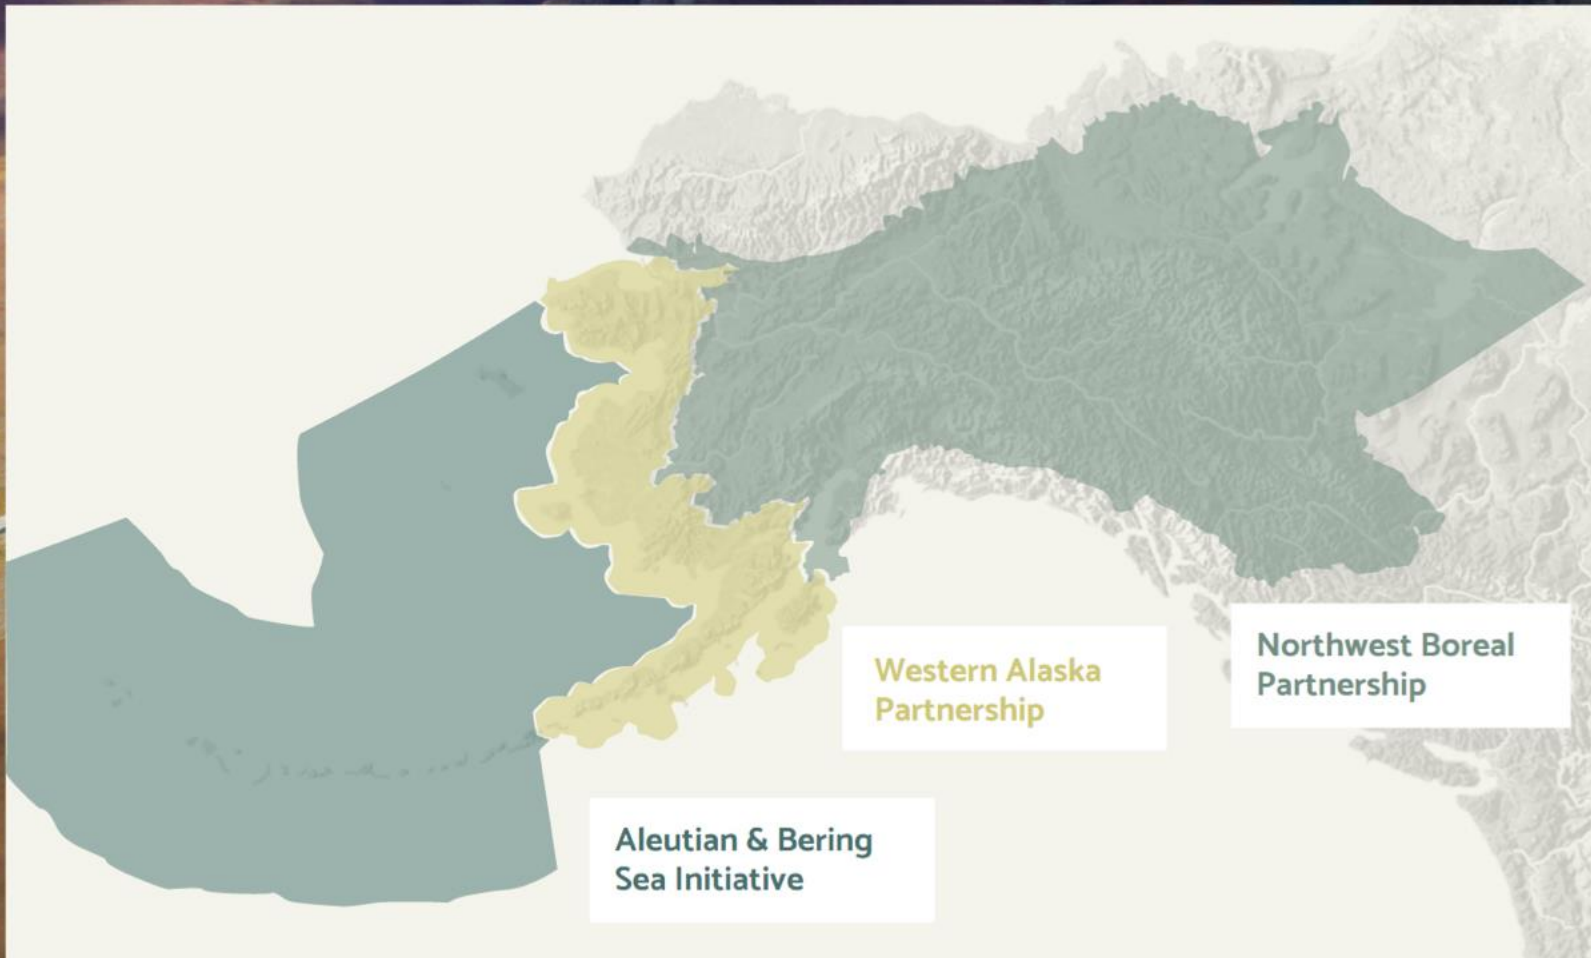 Western Alaska
Partnership
Northwest Boreal
Partnership
Aleutian & Bering
Sea Initiative